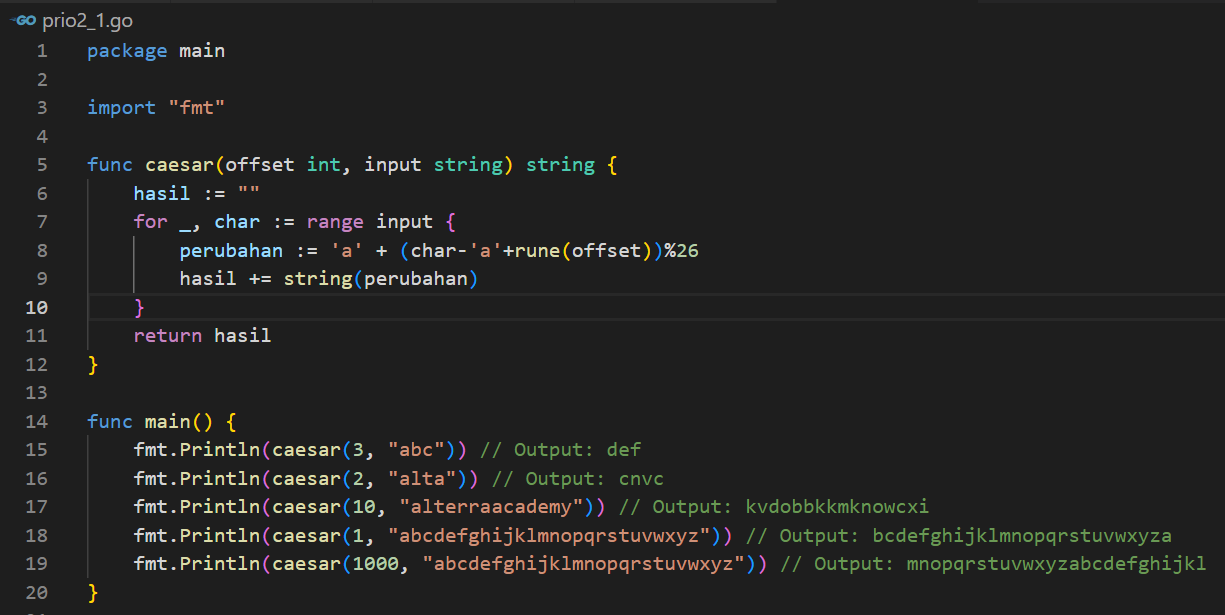 GO prio2_1.go
1 package main
2
3 import "fmt"
4
5 func caesar(offset int, input string) string {
6 hasil := ""
7 for _, char := range input {
8 perubahan := 'a' + (char-'a'+rune(offset))%26
9 hasil += string(perubahan)
10 }
11 return hasil
12 }
13
14 func main() {
15 fmt.Println(caesar(3, "abc")) // Output: def
16 fmt.Println(caesar(2, "alta")) // Output: cnvc
17 fmt.Println(caesar(10, "alterraacademy")) // Output: kvdobbkkmknowcxi
18 fmt.Println(caesar(1, "abcdefghijklmnopqrstuvwxyz")) // Output: bcdefghijklmnopqrstuvwxyza
19 fmt.Println(caesar(1000, "abcdefghijklmnopqrstuvwxyz")) // Output: mnopqrstuvwxyzabcdefghijkl
20 }